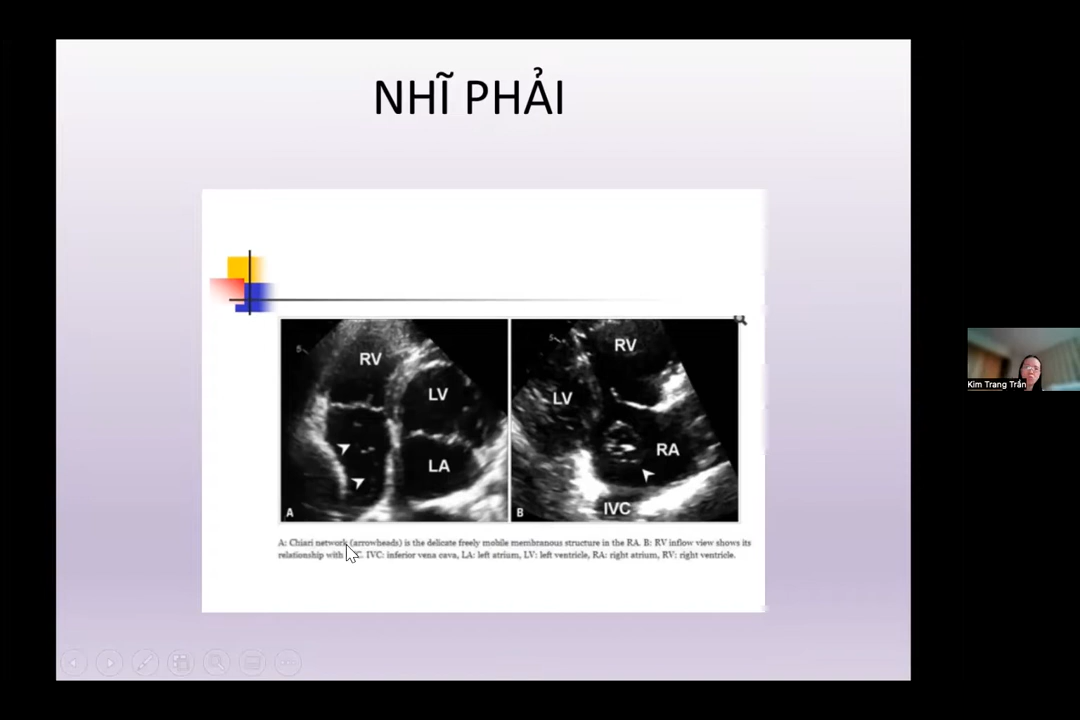 NHĨ PHẢI
RV
LV
LA
A
RV
LV
RA
IVC
B
A: Chiari network (arrowheads) is the delicate freely mobile membranous structure in the RA. B: RV inflow view shows its
relationship with IVC. IVC: inferior vena cava, LA: left atrium, LV: left ventricle, RA: right atrium, RV: right ventricle.
Kim Trang Trần